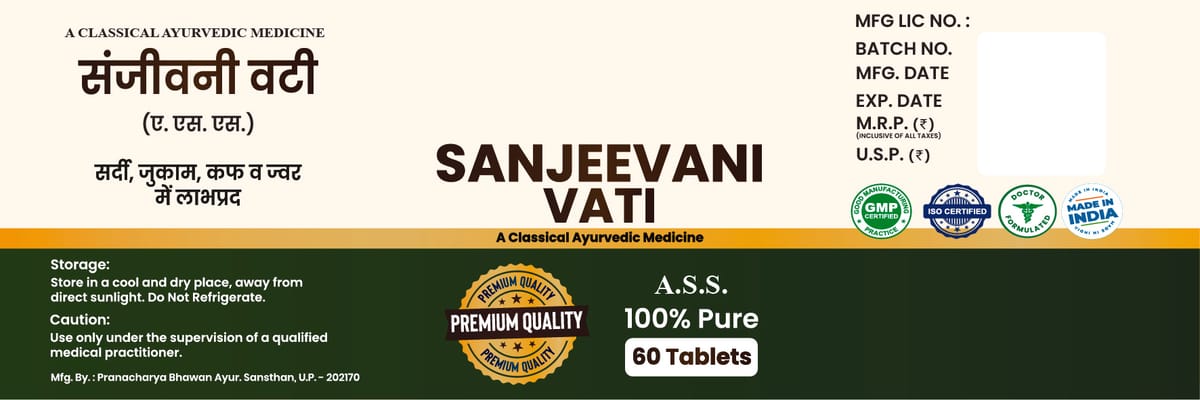 A CLASSICAL AYURVEDIC MEDICINE
संजीवनी वटी
(ए. एस. एस.)
सर्दी, जुकाम, कफ व ज्वर
में लाभप्रद
SANJEEVANI
VATI
A Classical Ayurvedic Medicine
MFG LIC NO. :
BATCH NO.
MFG. DATE
EXP. DATE
M.R.P. (₹)
(INCLUSIVE OF ALL TAXES)
U.S.P. (₹)
GOOD MANUFACTURING
GMP
CERTIFIED
PRACTICE
ISO CERTIFIED
DOCTOR
FORMULATED
MADE IN INDIA
MADE IN
INDIA
Storage:
Store in a cool and dry place, away from
direct sunlight. Do Not Refrigerate.
Caution:
Use only under the supervision of a qualified
medical practitioner.
Mfg. By. : Pranacharya Bhawan Ayur. Sansthan, U.P. - 202170
PREMIUM QUALITY
PREMIUM QUALITY
PREMIUM QUALITY
A.S.S.
100% Pure
60 Tablets